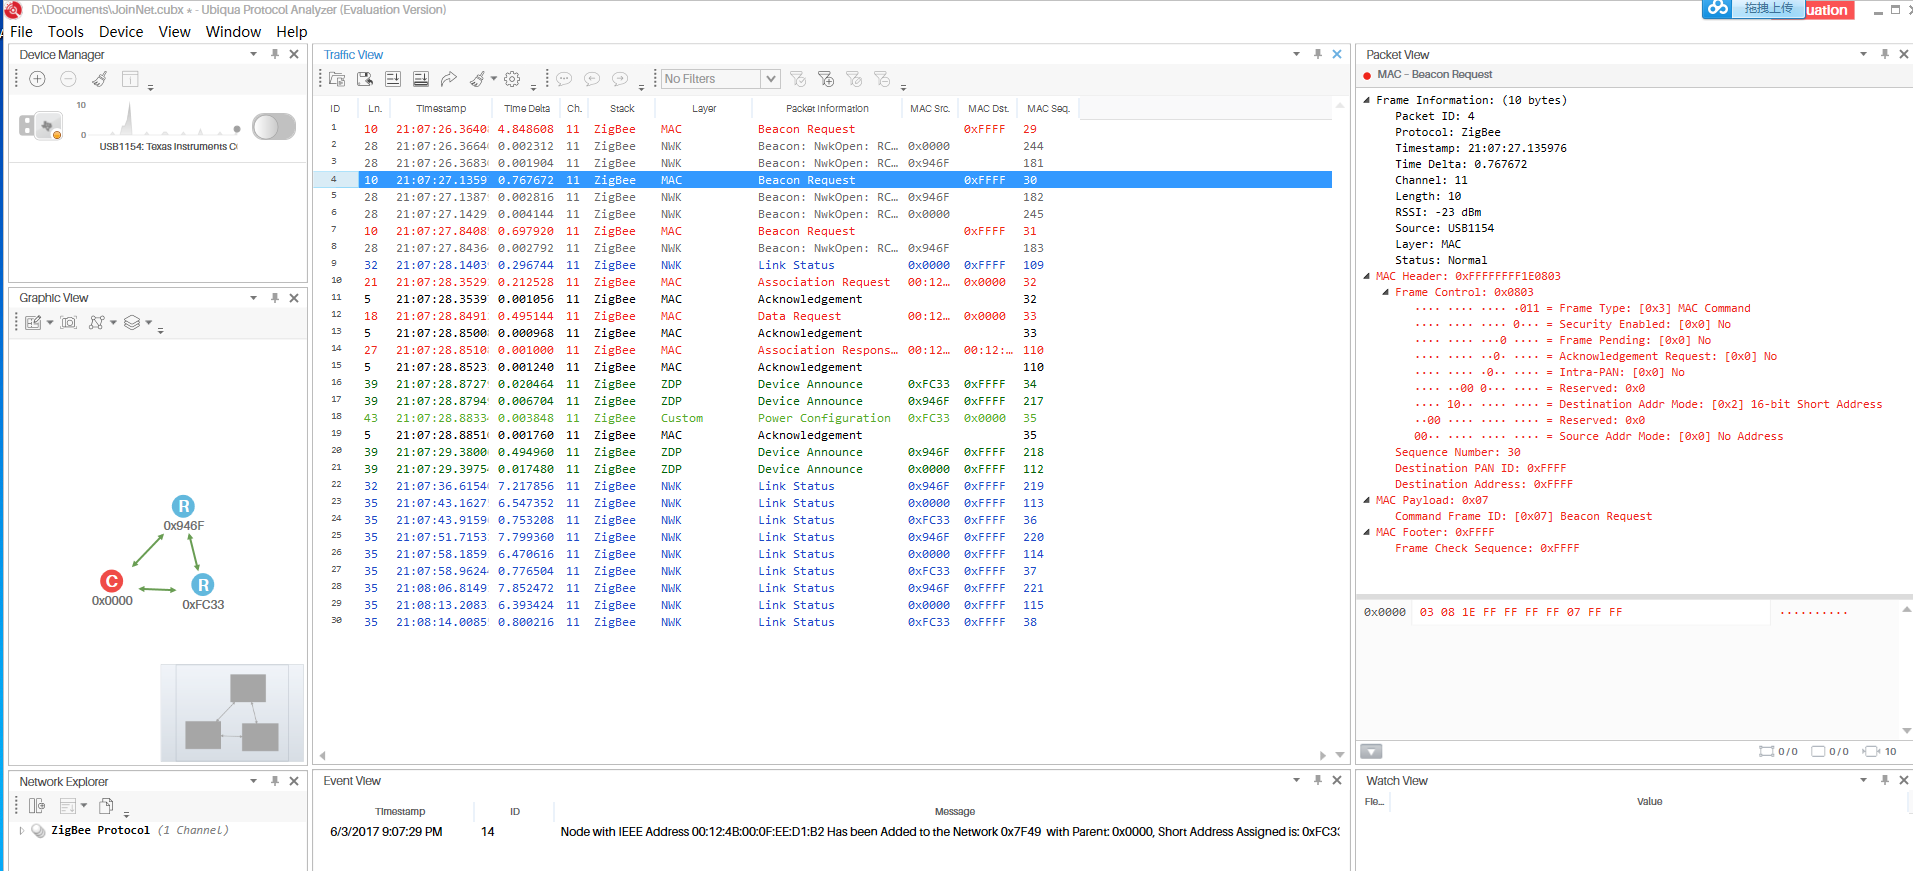 D:\Documents\JoinNet.cubx * - Ubiqua Protocol Analyzer (Evaluation Version)
拖拽上传
uation
File Tools Device View Window Help
Device Manager
10
0
USB1154: Texas Instruments C
Graphic View
R
0x946F
C
0x0000
R
0xFC33
Network Explorer
ZigBee Protocol (1 Channel)
Traffic View
No Filters
ID Ln. Timestamp Time Delta Ch. Stack Layer Packet Information MAC Src. MAC Dst. MAC Seq.
1 10 21:07:26.3640 4.848608 11 ZigBee MAC Beacon Request 0xFFFF 29
2 28 21:07:26.3664 0.002312 11 ZigBee NWK Beacon: NwkOpen: RC… 0x0000 244
3 28 21:07:26.3683 0.001904 11 ZigBee NWK Beacon: NwkOpen: RC… 0x946F 181
4 10 21:07:27.1359 0.767672 11 ZigBee MAC Beacon Request 0xFFFF 30
5 28 21:07:27.1387 0.002816 11 ZigBee NWK Beacon: NwkOpen: RC… 0x946F 182
6 28 21:07:27.1429 0.004144 11 ZigBee NWK Beacon: NwkOpen: RC… 0x0000 245
7 10 21:07:27.8408 0.697920 11 ZigBee MAC Beacon Request 0xFFFF 31
8 28 21:07:27.8436 0.002792 11 ZigBee NWK Beacon: NwkOpen: RC… 0x946F 183
9 32 21:07:28.1403 0.296744 11 ZigBee NWK Link Status 0x0000 0xFFFF 109
10 21 21:07:28.3529 0.212528 11 ZigBee MAC Association Request 00:12… 0x0000 32
11 5 21:07:28.3539 0.001056 11 ZigBee MAC Acknowledgement 32
12 18 21:07:28.8491 0.495144 11 ZigBee MAC Data Request 00:12… 0x0000 33
13 5 21:07:28.8500 0.000968 11 ZigBee MAC Acknowledgement 33
14 27 21:07:28.8510 0.001000 11 ZigBee MAC Association Respons… 00:12… 00:12:… 110
15 5 21:07:28.8523 0.001240 11 ZigBee MAC Acknowledgement 110
16 39 21:07:28.8727 0.020464 11 ZigBee ZDP Device Announce 0xFC33 0xFFFF 34
17 39 21:07:28.8794 0.006704 11 ZigBee ZDP Device Announce 0x946F 0xFFFF 217
18 43 21:07:28.8833 0.003848 11 ZigBee Custom Power Configuration 0xFC33 0x0000 35
19 5 21:07:28.8851 0.001760 11 ZigBee MAC Acknowledgement 35
20 39 21:07:29.3800 0.494960 11 ZigBee ZDP Device Announce 0x946F 0xFFFF 218
21 39 21:07:29.3975 0.017480 11 ZigBee ZDP Device Announce 0x0000 0xFFFF 112
22 32 21:07:36.6154 7.217856 11 ZigBee NWK Link Status 0x946F 0xFFFF 219
23 35 21:07:43.1627 6.547352 11 ZigBee NWK Link Status 0x0000 0xFFFF 113
24 35 21:07:43.9159 0.753208 11 ZigBee NWK Link Status 0xFC33 0xFFFF 36
25 35 21:07:51.7153 7.799360 11 ZigBee NWK Link Status 0x946F 0xFFFF 220
26 35 21:07:58.1859 6.470616 11 ZigBee NWK Link Status 0x0000 0xFFFF 114
27 35 21:07:58.9624 0.776504 11 ZigBee NWK Link Status 0xFC33 0xFFFF 37
28 35 21:08:06.8149 7.852472 11 ZigBee NWK Link Status 0x946F 0xFFFF 221
29 35 21:08:13.2083 6.393424 11 ZigBee NWK Link Status 0x0000 0xFFFF 115
30 35 21:08:14.0085 0.800216 11 ZigBee NWK Link Status 0xFC33 0xFFFF 38
Event View
Timestamp ID Message
6/3/2017 9:07:29 PM 14 Node with IEEE Address 00:12:4B:00:0F:EE:D1:B2 Has been Added to the Network 0x7F49 with Parent: 0x0000, Short Address Assigned is: 0xFC33
Packet View
MAC - Beacon Request
Frame Information: (10 bytes)
Packet ID: 4
Protocol: ZigBee
Timestamp: 21:07:27.135976
Time Delta: 0.767672
Channel: 11
Length: 10
RSSI: -23 dBm
Source: USB1154
Layer: MAC
Status: Normal
MAC Header: 0xFFFFFFFF1E0803
Frame Control: 0x0803
···· ···· ···· ·011 = Frame Type: [0x3] MAC Command
···· ···· ···· 0··· = Security Enabled: [0x0] No
···· ···· ···0 ···· = Frame Pending: [0x0] No
···· ···· ··0· ···· = Acknowledgement Request: [0x0] No
···· ···· ·0·· ···· = Intra-PAN: [0x0] No
···· ··00 0··· ···· = Reserved: 0x0
···· 10·· ···· ···· = Destination Addr Mode: [0x2] 16-bit Short Address
··00 ···· ···· ···· = Reserved: 0x0
00·· ···· ···· ···· = Source Addr Mode: [0x0] No Address
Sequence Number: 30
Destination PAN ID: 0xFFFF
Destination Address: 0xFFFF
MAC Payload: 0x07
Command Frame ID: [0x07] Beacon Request
MAC Footer: 0xFFFF
Frame Check Sequence: 0xFFFF
0x0000 03 08 1E FF FF FF FF 07 FF FF ··········
0/0 0/0 10
Watch View
Fie… Value